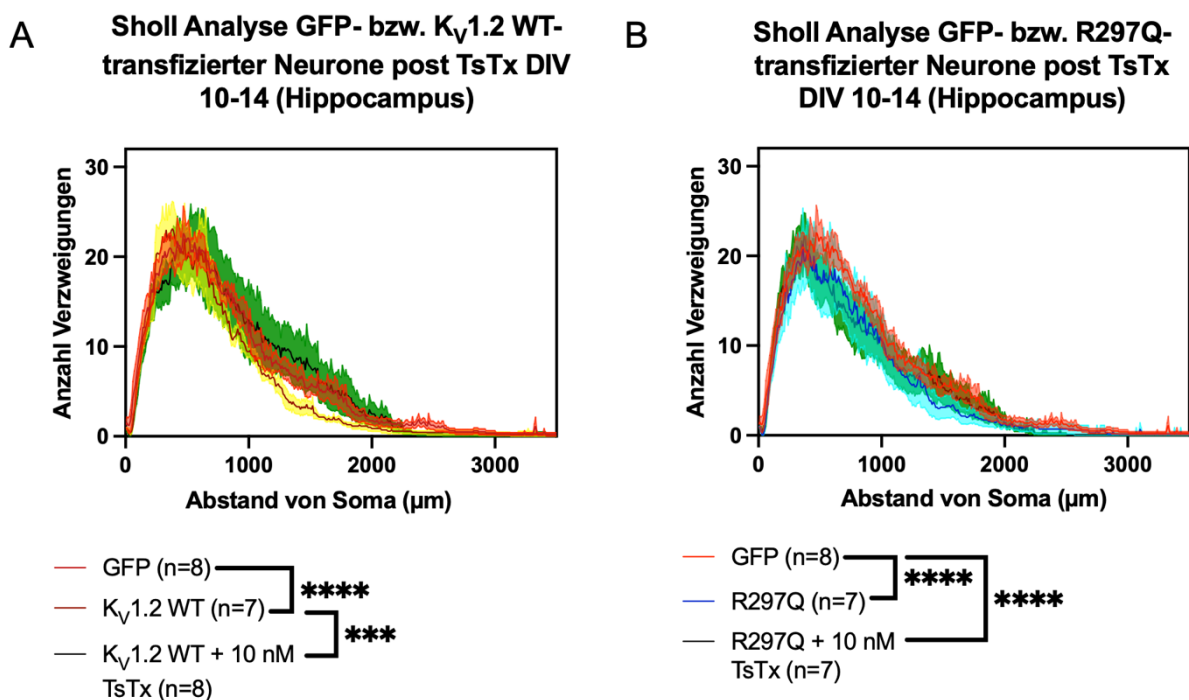 A
Sholl Analyse GFP- bzw. KV1.2 WT-
transfizierter Neurone post TsTx DIV
10-14 (Hippocampus)
Anzahl Verzweigungen
30
20
10
0
0 1000 2000 3000
Abstand von Soma (µm)
GFP (n=8)
KV1.2 WT (n=7)
KV1.2 WT + 10 nM
TsTx (n=8)
****
***
B
Sholl Analyse GFP- bzw. R297Q-
transfizierter Neurone post TsTx
DIV 10-14 (Hippocampus)
Anzahl Verzweigungen
30
20
10
0
0 1000 2000 3000
Abstand von Soma (µm)
GFP (n=8)
R297Q (n=7)
R297Q + 10 nM
TsTx (n=7)
****
****